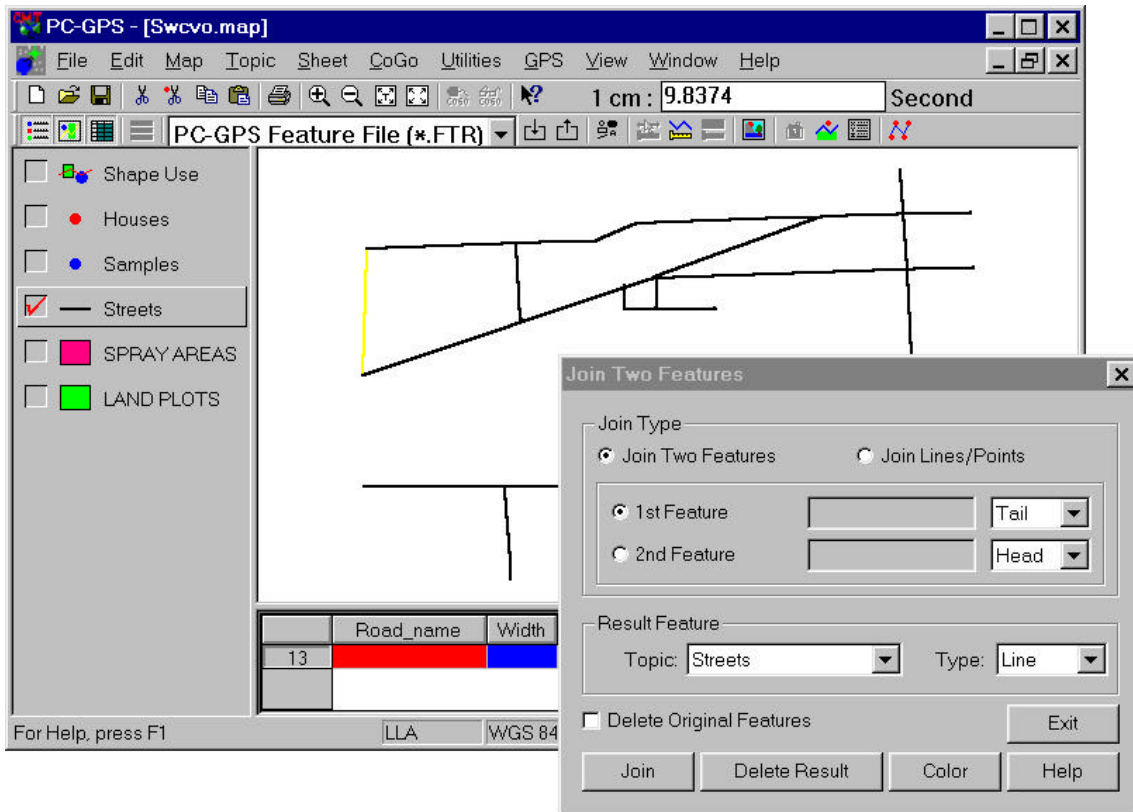 PC-GPS - [Swcvo.map]
File Edit Map Topic Sheet CoGo Utilities GPS View Window Help
1 cm : 9.8374 Second
PC-GPS Feature File (*.FTR)
Shape Use
Houses
Samples
Streets
SPRAY AREAS
LAND PLOTS
Road_name Width
13
For Help, press F1 LLA WGS 84
Join Two Features
Join Type
Join Two Features Join Lines/Points
1st Feature Tail
2nd Feature Head
Result Feature
Topic: Streets Type: Line
Delete Original Features Exit
Join Delete Result Color Help